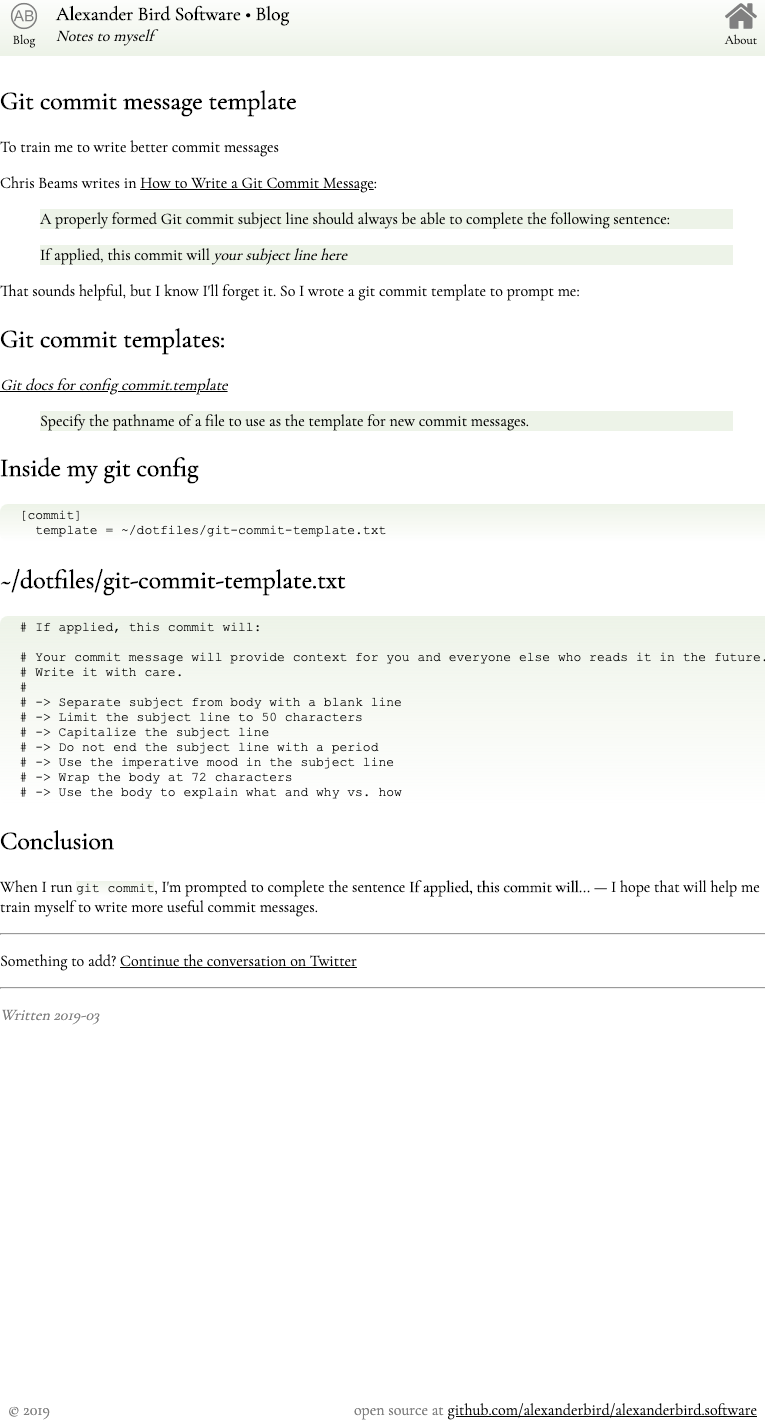 AB
Blog
Alexander Bird Software • Blog
Notes to myself
About
Git commit message template
To train me to write better commit messages
Chris Beams writes in How to Write a Git Commit Message:
A properly formed Git commit subject line should always be able to complete the following sentence:
If applied, this commit will your subject line here
That sounds helpful, but I know I'll forget it. So I wrote a git commit template to prompt me:
Git commit templates:
Git docs for config commit.template
Specify the pathname of a file to use as the template for new commit messages.
Inside my git config
[commit]
  template = ~/dotfiles/git-commit-template.txt
~/dotfiles/git-commit-template.txt
# If applied, this commit will:
# Your commit message will provide context for you and everyone else who reads it in the future.
# Write it with care.
#
# -> Separate subject from body with a blank line
# -> Limit the subject line to 50 characters
# -> Capitalize the subject line
# -> Do not end the subject line with a period
# -> Use the imperative mood in the subject line
# -> Wrap the body at 72 characters
# -> Use the body to explain what and why vs. how
Conclusion
When I run git commit, I'm prompted to complete the sentence If applied, this commit will... — I hope that will help me
train myself to write more useful commit messages.
Something to add? Continue the conversation on Twitter
Written 2019-03
© 2019
open source at github.com/alexanderbird/alexanderbird.software